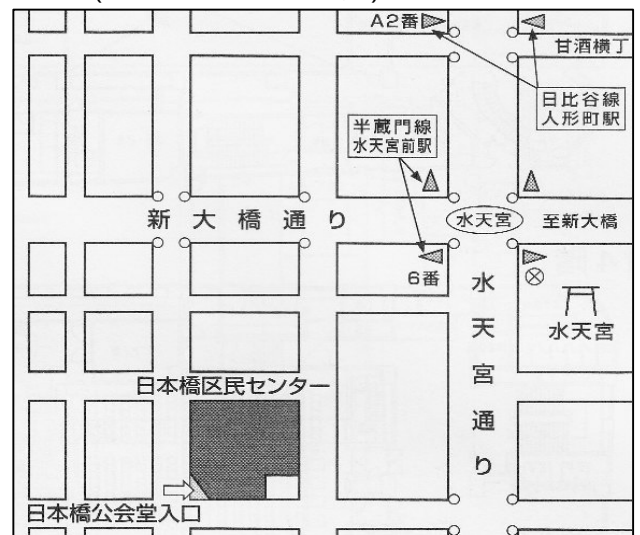 A2番
甘酒横丁
日比谷線
人形町駅
半蔵門線
水天宮前駅
新大橋通り
水天宮
至新大橋
6番
水天宮通り
水天宮
日本橋区民センター
日本橋公会堂入口